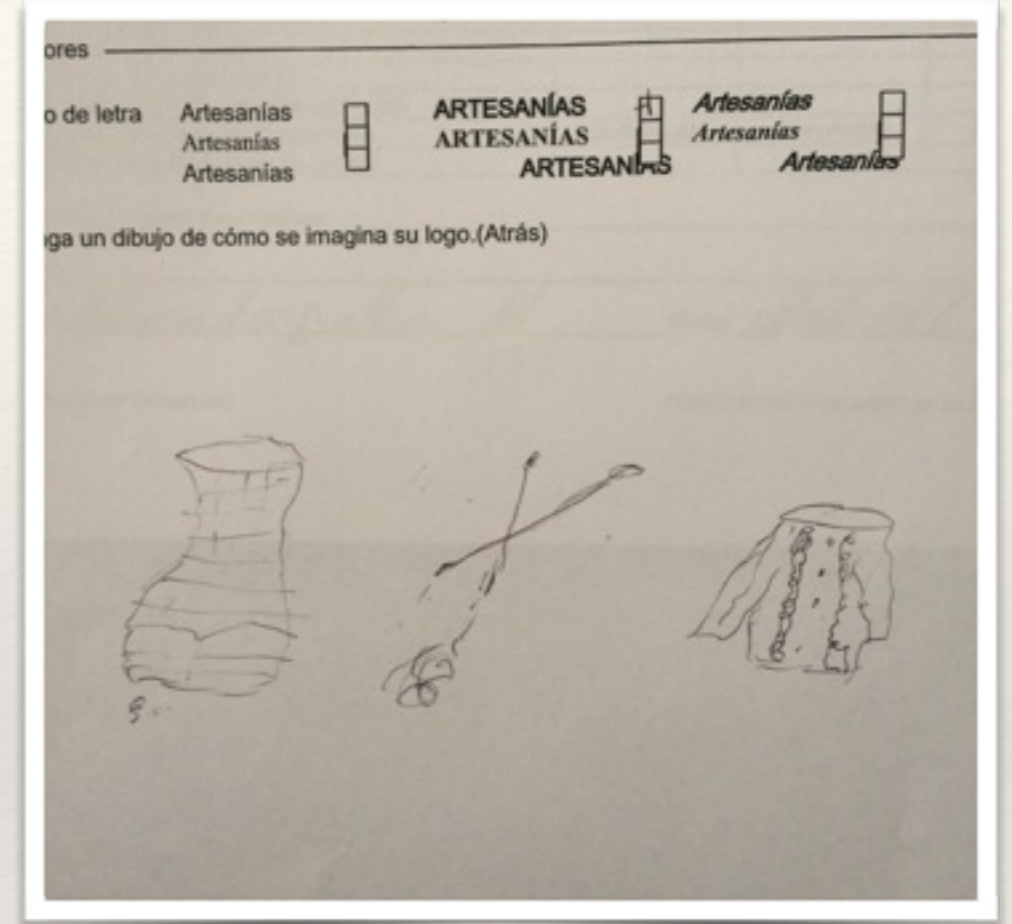 ores
o de letra Artesanías ARTESANÍAS Artesanías
Artesanías ARTESANÍAS Artesanías
Artesanías ARTESANÍAS Artesanías
ga un dibujo de cómo se imagina su logo.(Atrás)